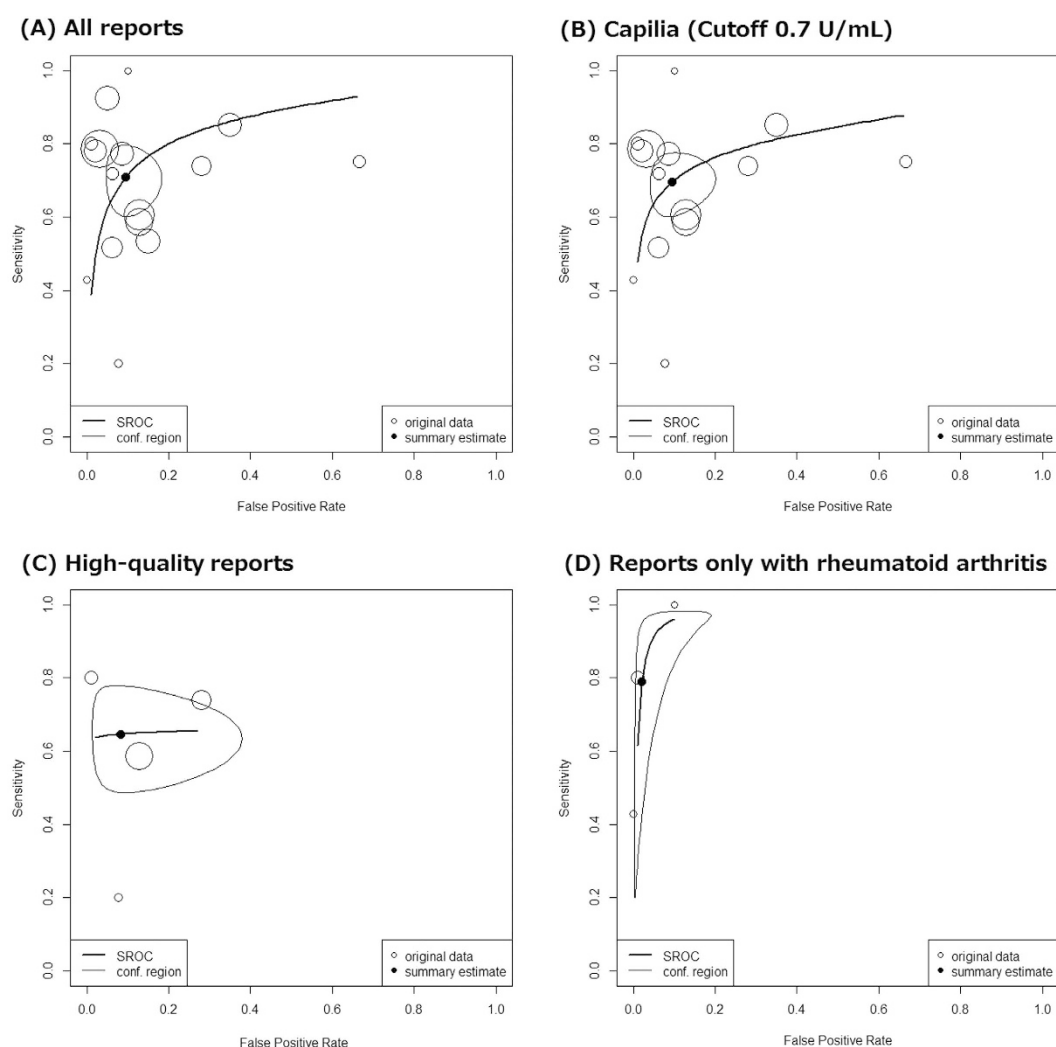 (A) All reports
1.0
0.8
0.6
0.4
0.2
0.0
Sensitivity
SROC
conf. region
original data
summary estimate
0.0 0.2 0.4 0.6 0.8 1.0
False Positive Rate
(B) Capilia (Cutoff 0.7 U/mL)
1.0
0.8
0.6
0.4
0.2
0.0
Sensitivity
SROC
conf. region
original data
summary estimate
0.0 0.2 0.4 0.6 0.8 1.0
False Positive Rate
(C) High-quality reports
1.0
0.8
0.6
0.4
0.2
0.0
Sensitivity
SROC
conf. region
original data
summary estimate
0.0 0.2 0.4 0.6 0.8 1.0
False Positive Rate
(D) Reports only with rheumatoid arthritis
1.0
0.8
0.6
0.4
0.2
0.0
Sensitivity
SROC
conf. region
original data
summary estimate
0.0 0.2 0.4 0.6 0.8 1.0
False Positive Rate